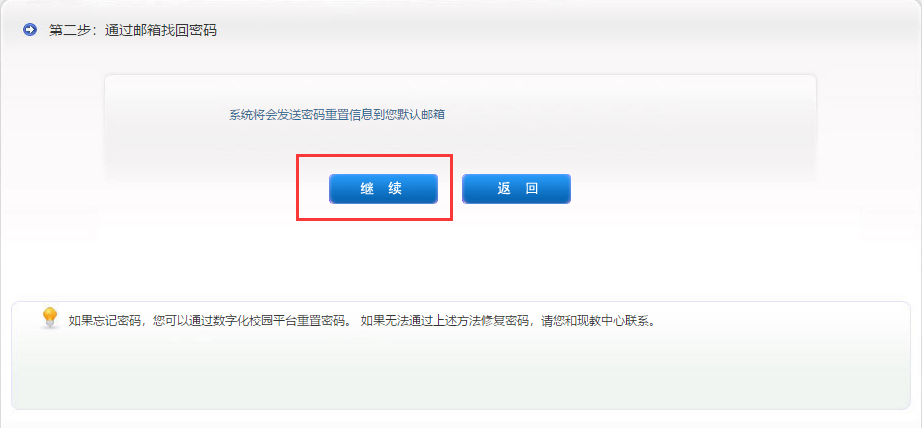 第二步：通过邮箱找回密码
系统将会发送密码重置信息到您默认邮箱
继 续 返 回
如果忘记密码，您可以通过数字化校园平台重置密码。 如果无法通过上述方法修复密码，请您和现教中心联系。